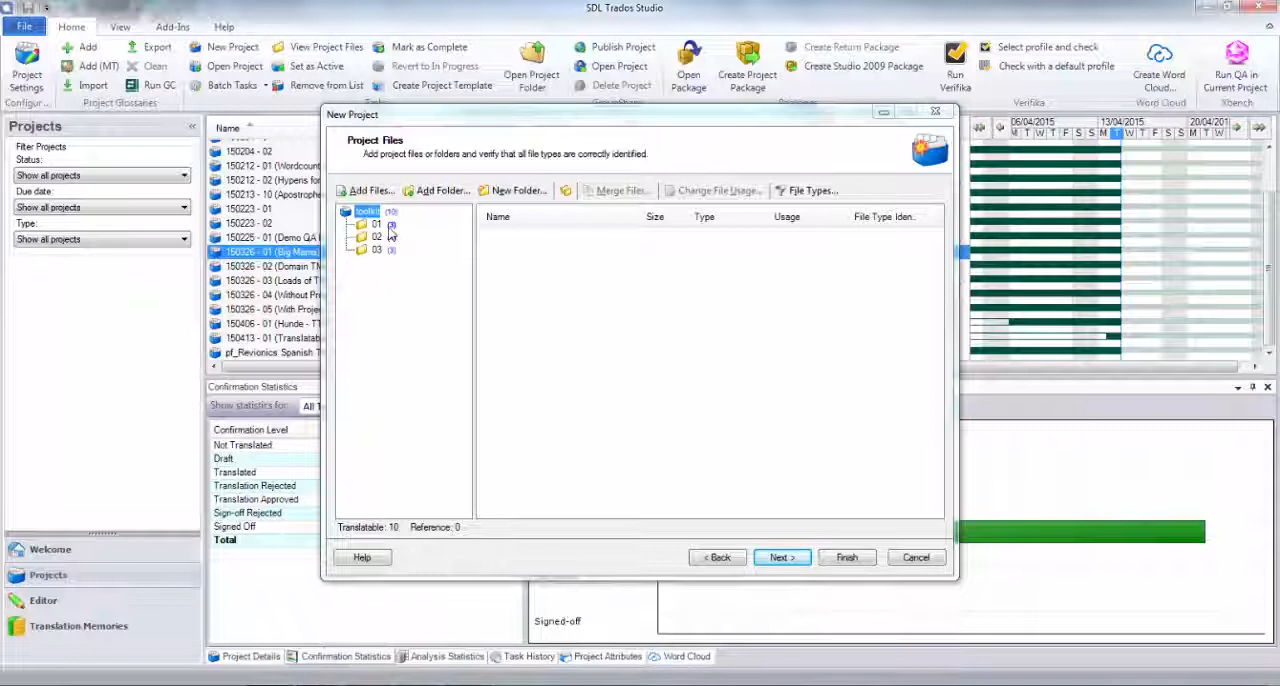 SDL Trados Studio
File Home View Add-Ins Help
Add Export New Project View Project Files Mark as Complete Publish Project Create Return Package Select profile and check
Add (MT) Clean Open Project Set as Active Revert to In Progress Open Project Create Studio 2009 Package Check with a default profile
Import Run GC Batch Tasks Remove from List Create Project Template Delete Project
Project Settings
Open Project Folder
Open Package
Create Project Package
Run Verifika
Create Word Cloud...
Run QA in Current Project
Configur... Project Glossaries Verifika Word Cloud Xbench
Projects
Filter Projects
Status:
Show all projects
Due date:
Show all projects
Type:
Show all projects
Welcome
Projects
Editor
Translation Memories
Name
150204 - 02
150212 - 01 (Wordcount
150212 - 02 (Hypens for
150213 - 10 (Apostrophe
150223 - 01
150223 - 02
150225 - 01 (Demo QA
150326 - 01 (Big Mama)
150326 - 02 (Domain TM
150326 - 03 (Loads of T
150326 - 04 (Without Pr
150326 - 05 (With Proje
150406 - 01 (Hunde - TT
150413 - 01 (Translatab
pf_Revionics Spanish T
06/04/2015 13/04/2015 20/04/201
M T W T F S S M T W T F S S M T W
Confirmation Statistics
Show statistics for: All T
Confirmation Level
Not Translated
Draft
Translated
Translation Rejected
Translation Approved
Sign-off Rejected
Signed Off
Total
Signed-off
Project Details Confirmation Statistics Analysis Statistics Task History Project Attributes Word Cloud
New Project
Project Files
Add project files or folders and verify that all file types are correctly identified.
Add Files... Add Folder... New Folder... Merge Files... Change File Usage... File Types...
toolkit (10)
01 (3)
02
03 (3)
Name Size Type Usage File Type Iden..
Translatable: 10 Reference: 0
Help < Back Next > Finish Cancel